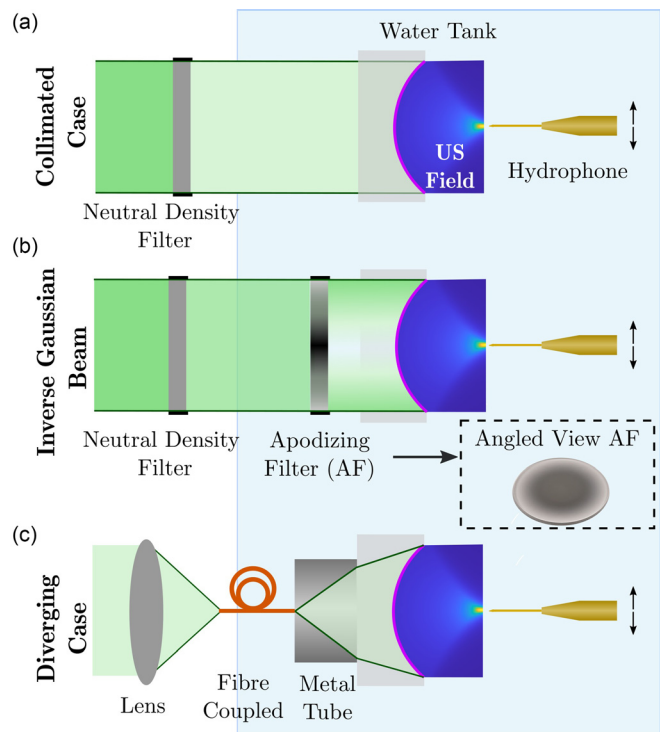 (a)
Water Tank
Collimated
Case
US
Field
Hydrophone
Neutral Density
Filter
(b)
Inverse Gaussian
Beam
Neutral Density
Filter
Apodizing
Filter (AF)
Angled View AF
(c)
Diverging
Case
Lens
Fibre
Coupled
Metal
Tube